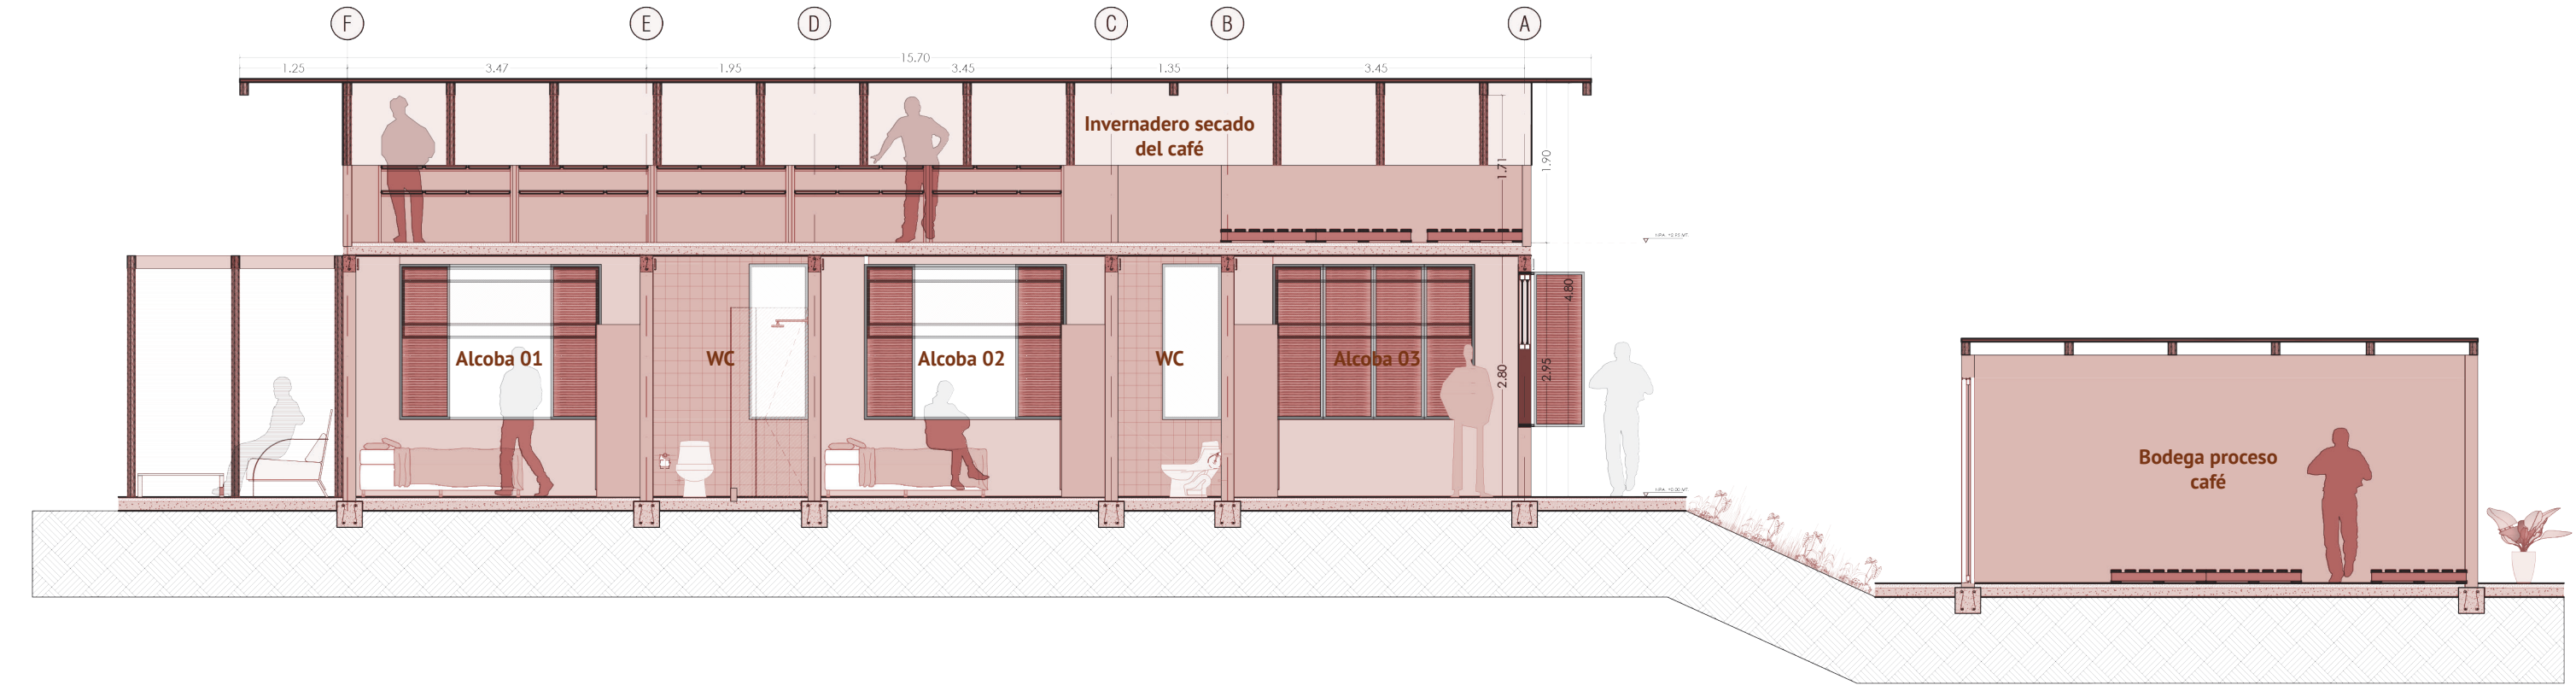 F E D C B A
15.70
1.25 3.47 1.95 3.45 1.35 3.45
Invernadero secado
del café
1.71
1.90
4.80
2.80
2.95
Alcoba 01
WC
Alcoba 02
WC
Alcoba 03
Bodega proceso
café